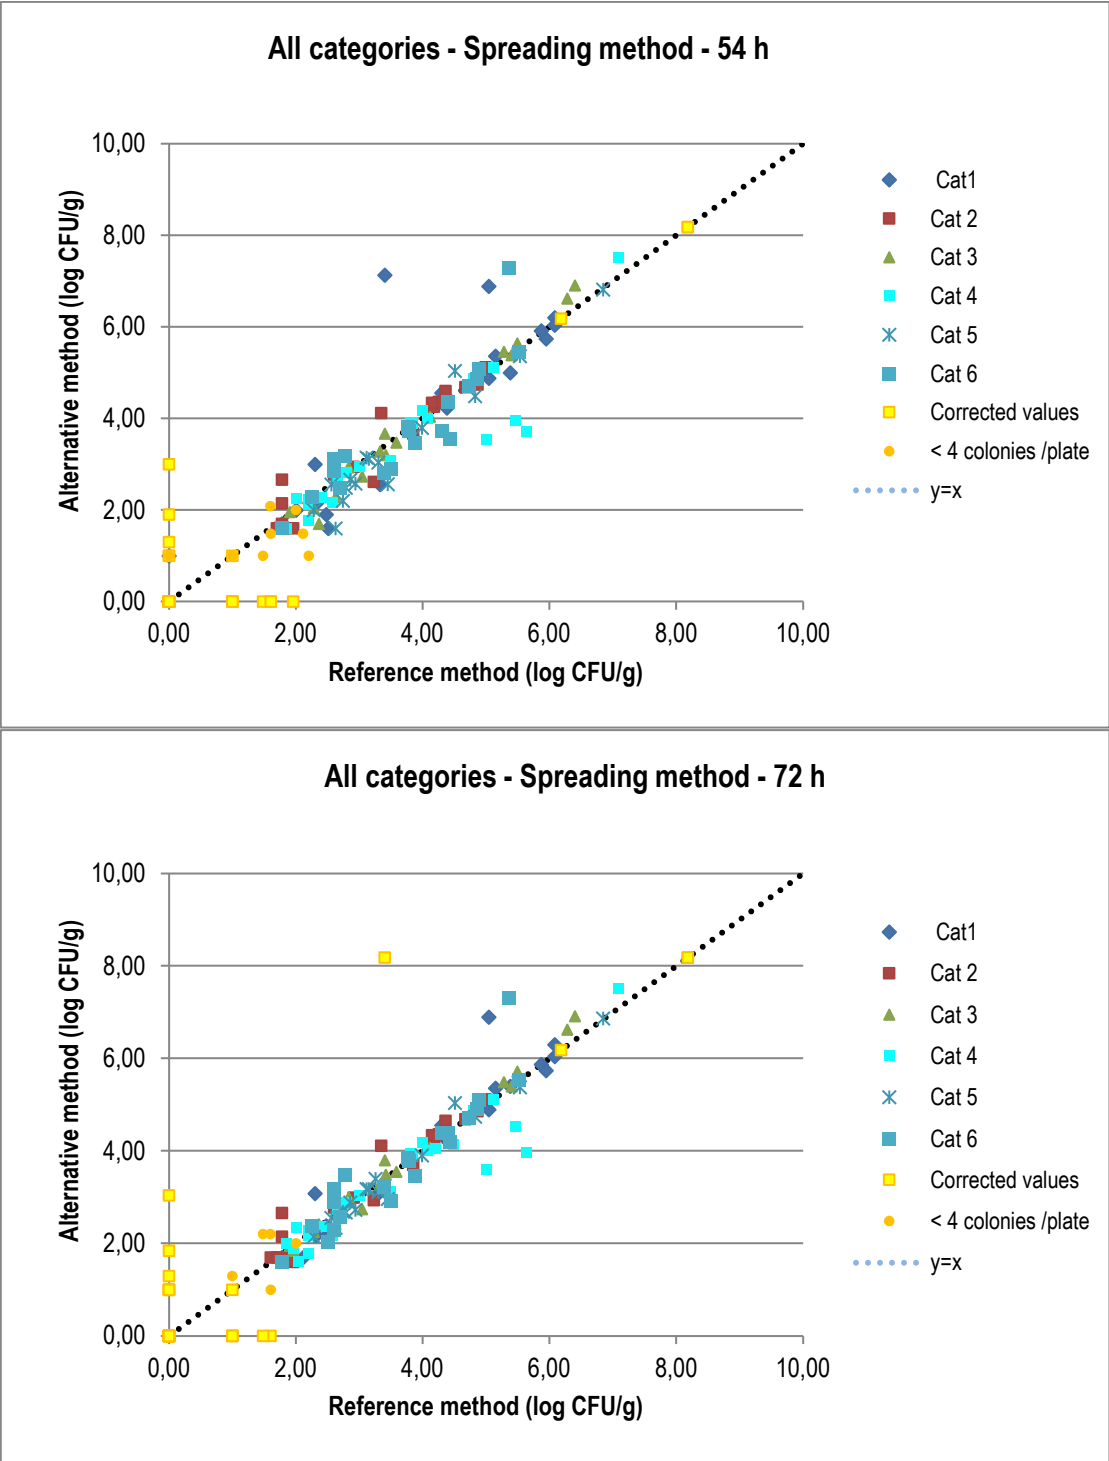 All categories - Spreading method - 54 h
10,00
8,00
6,00
4,00
2,00
0,00
Alternative method (log CFU/g)
0,00 2,00 4,00 6,00 8,00 10,00
Reference method (log CFU/g)
Cat1
Cat 2
Cat 3
Cat 4
Cat 5
Cat 6
Corrected values
< 4 colonies /plate
y=x
All categories - Spreading method - 72 h
10,00
8,00
6,00
4,00
2,00
0,00
Alternative method (log CFU/g)
0,00 2,00 4,00 6,00 8,00 10,00
Reference method (log CFU/g)
Cat1
Cat 2
Cat 3
Cat 4
Cat 5
Cat 6
Corrected values
< 4 colonies /plate
y=x